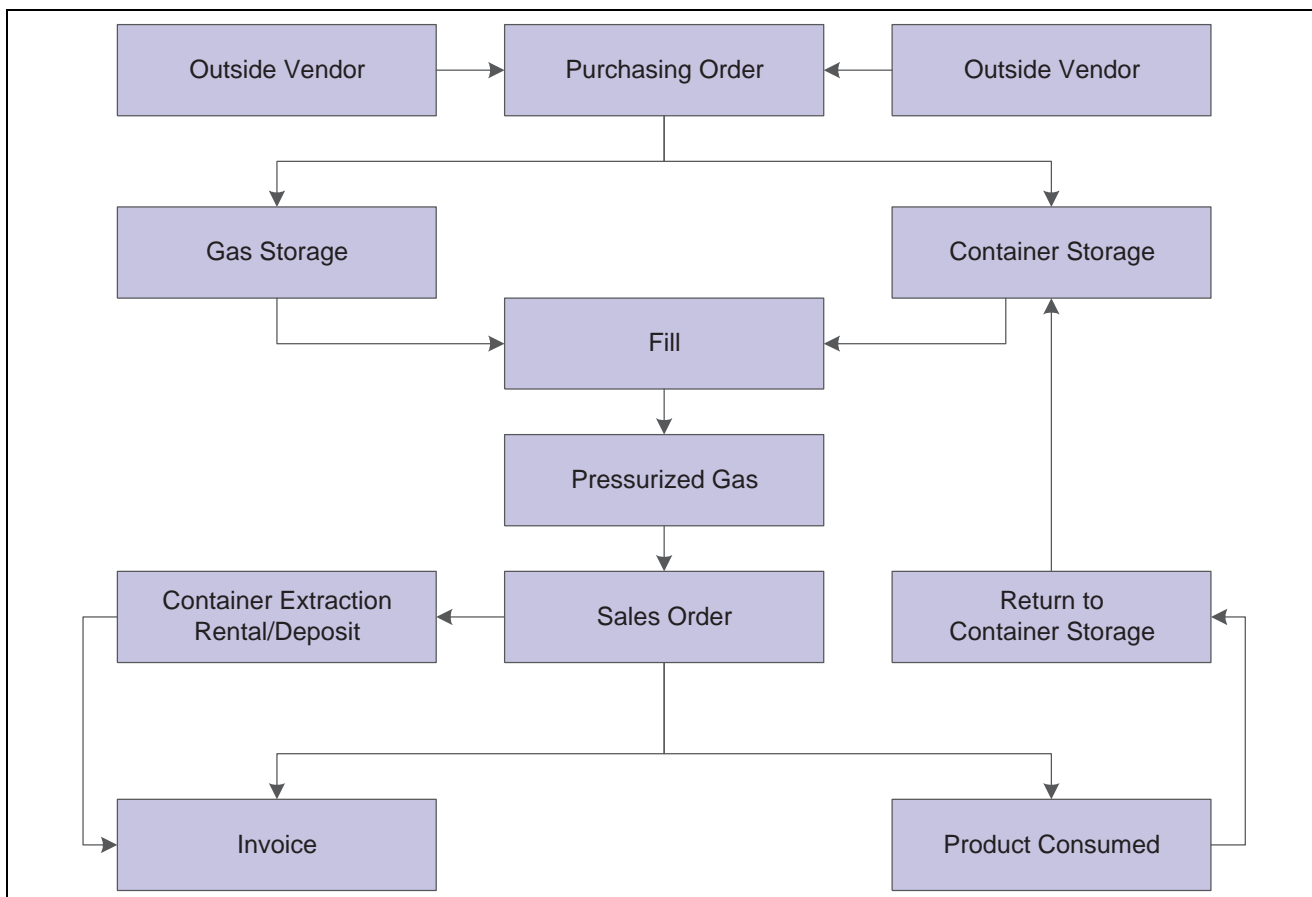 Outside Vendor
Purchasing Order
Outside Vendor
Gas Storage
Container Storage
Fill
Pressurized Gas
Container Extraction
Rental/Deposit
Sales Order
Return to
Container Storage
Invoice
Product Consumed